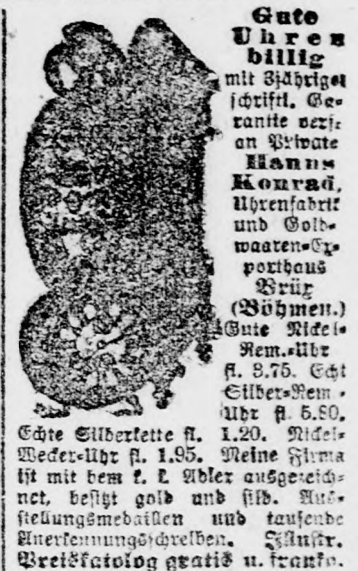 Gute
Uhren
billig
mit 3jähriger
schriftl. Ga-
rantie vers.
an Private
Hanns
Konrad,
Uhrenfabrik
und Gold-
waaren-Ex-
porthaus
Brüx
(Böhmen.)
Gute Nickel-
Rem.-Uhr
fl. 3.75. Echt
Silber-Rem.-
Uhr fl. 5.80.
Echte Silberkette fl. 1.20. Nickel-
Wecker-Uhr fl. 1.95. Meine Firma
ist mit dem k. k. Adler ausgezeich-
net, besitzt gold und silb. Aus-
stellungsmedaillen und tausende
Anerkennungsschreiben. Illustr.
Preiskatolog gratis u. franko.